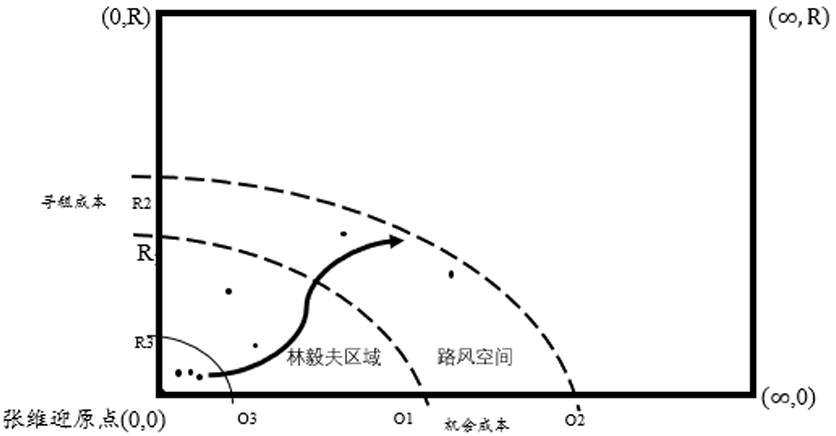 (0,R)
(∞,R)
寻租成本
R2
R
R3
林毅夫区域
路风空间
张维迎原点(0,0)
O3
O1
机会成本
O2
(∞,0)